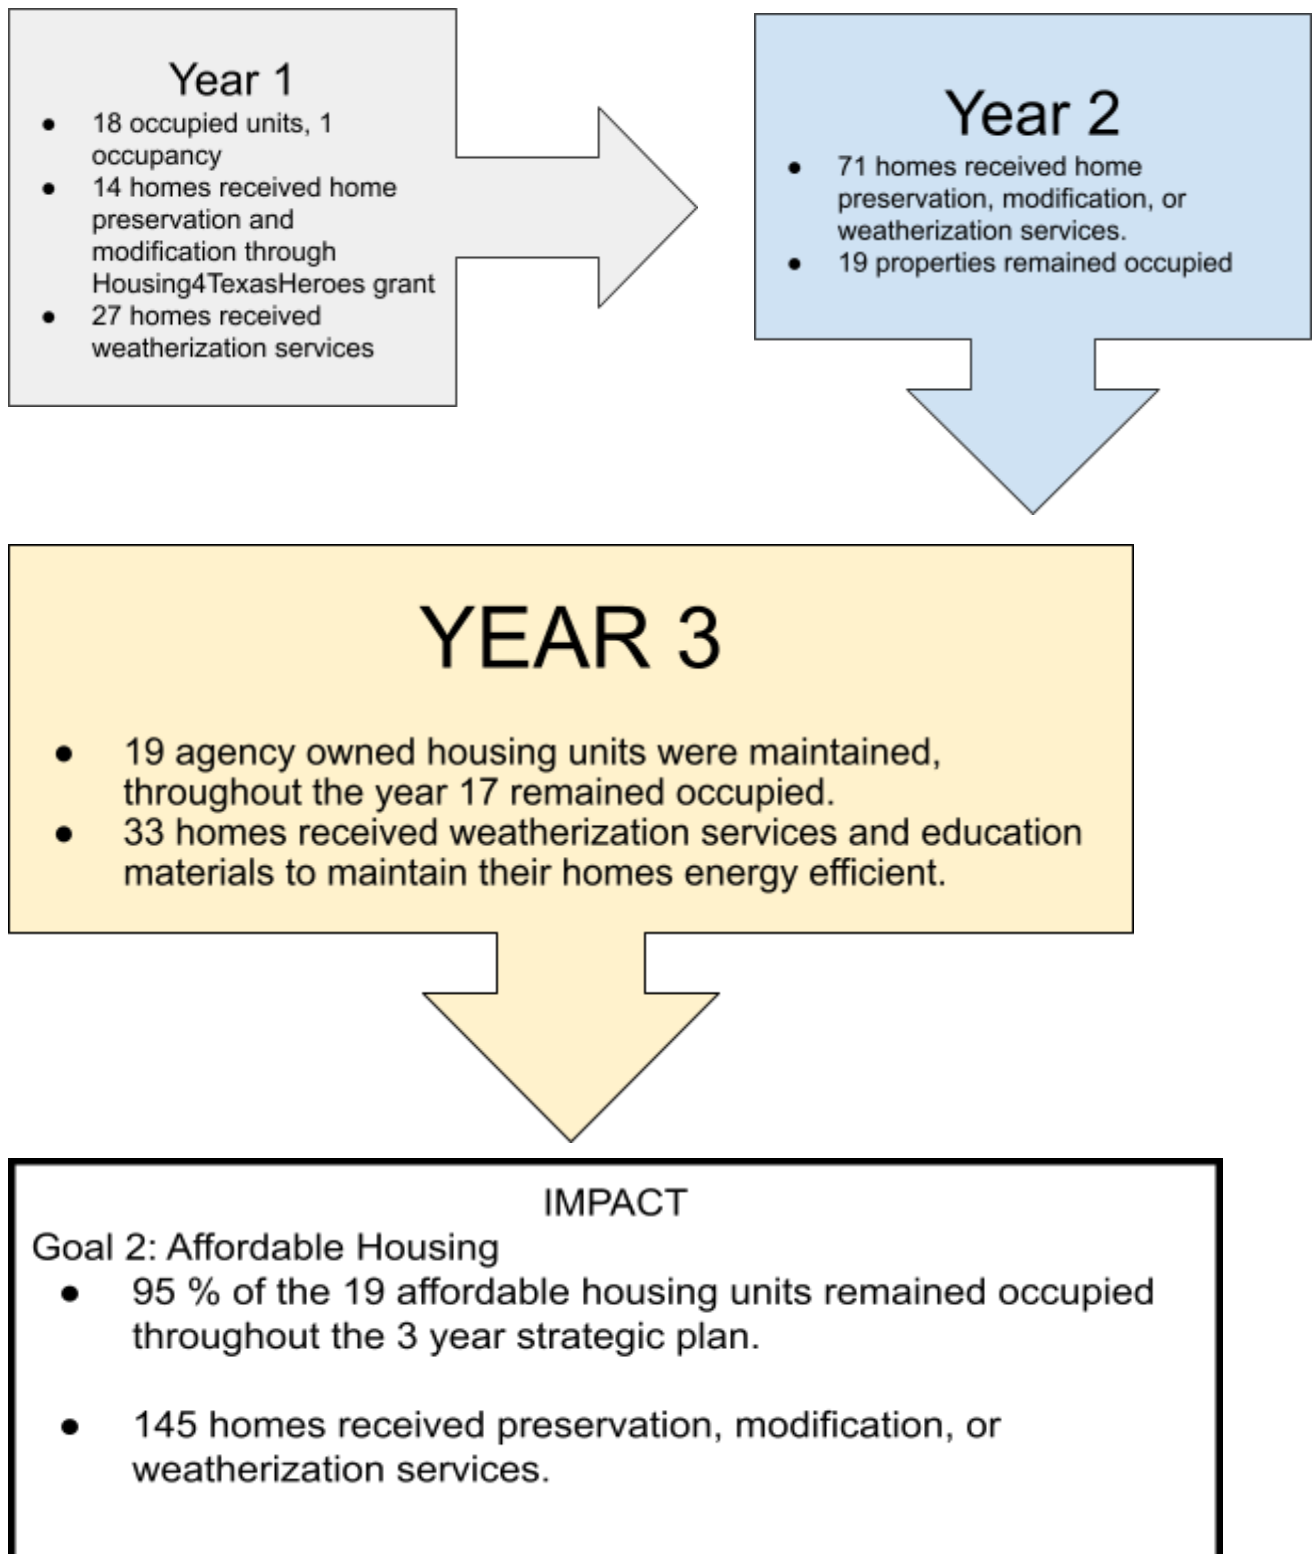 Year 1
● 18 occupied units, 1
occupancy
● 14 homes received home
preservation and
modification through
Housing4TexasHeroes grant
● 27 homes received
weatherization services
Year 2
● 71 homes received home
preservation, modification, or
weatherization services.
● 19 properties remained occupied
YEAR 3
● 19 agency owned housing units were maintained,
throughout the year 17 remained occupied.
● 33 homes received weatherization services and education
materials to maintain their homes energy efficient.
IMPACT
Goal 2: Affordable Housing
● 95 % of the 19 affordable housing units remained occupied
throughout the 3 year strategic plan.
● 145 homes received preservation, modification, or
weatherization services.